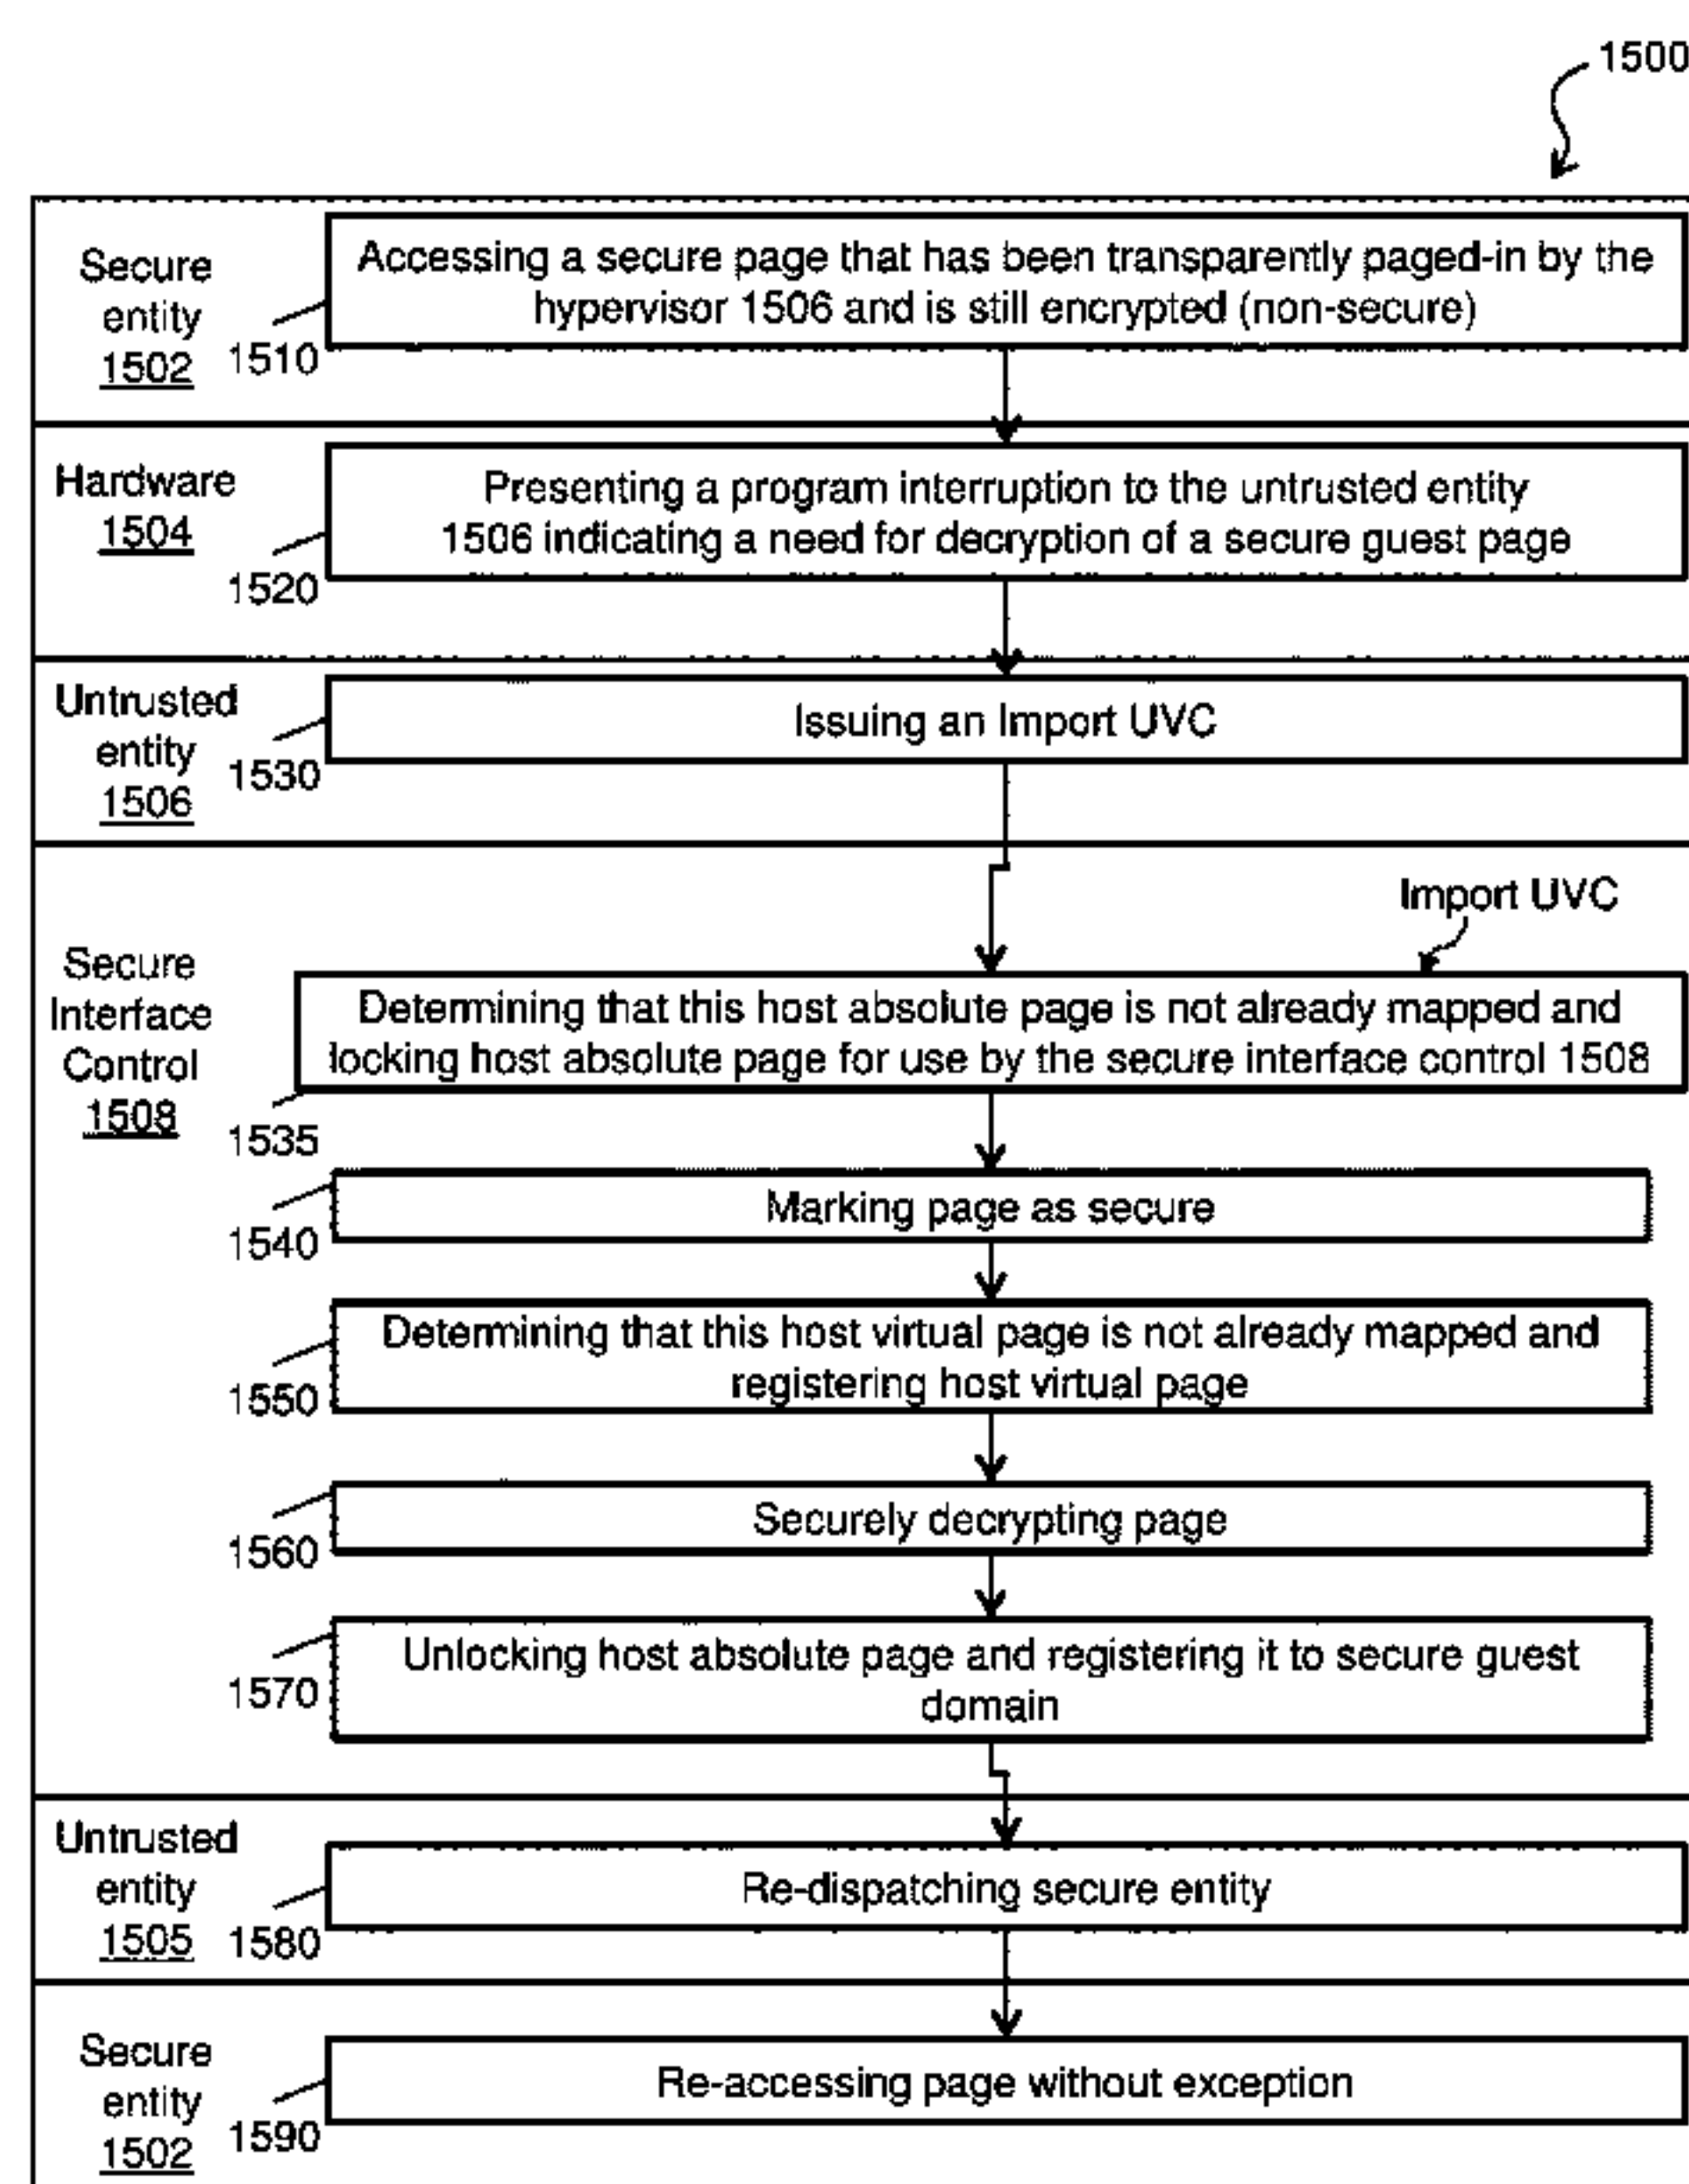 1500
Secure
entity
1502
1510
Accessing a secure page that has been transparently paged-in by the
hypervisor 1506 and is still encrypted (non-secure)
Hardware
1504
1520
Presenting a program interruption to the untrusted entity
1506 indicating a need for decryption of a secure guest page
Untrusted
entity
1506
1530
Issuing an Import UVC
Import UVC
Secure
Interface
Control
1508
1535
Determining that this host absolute page is not already mapped and
locking host absolute page for use by the secure interface control 1508
1540
Marking page as secure
1550
Determining that this host virtual page is not already mapped and
registering host virtual page
1560
Securely decrypting page
1570
Unlocking host absolute page and registering it to secure guest
domain
Untrusted
entity
1505
1580
Re-dispatching secure entity
Secure
entity
1502
1590
Re-accessing page without exception